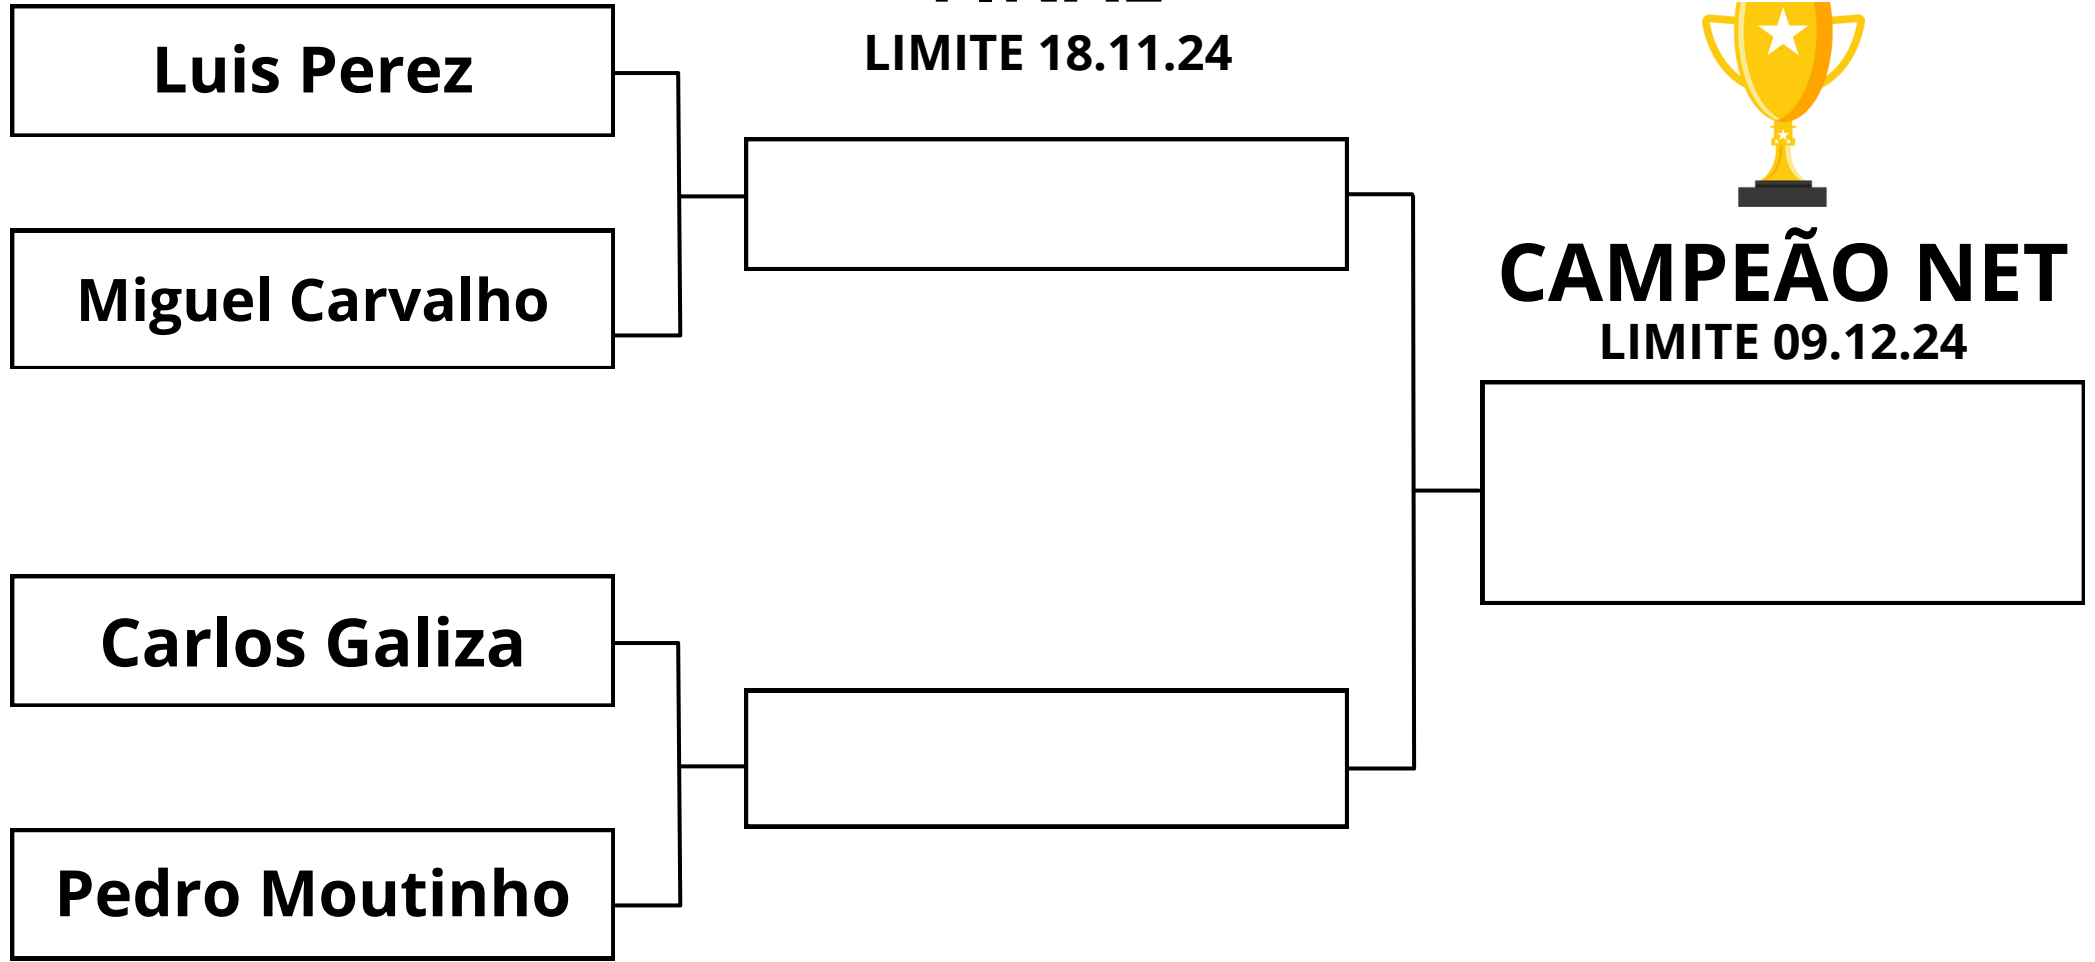 LIMITE 18.11.24
Luis Perez
Miguel Carvalho
CAMPEÃO NET
LIMITE 09.12.24
Carlos Galiza
Pedro Moutinho